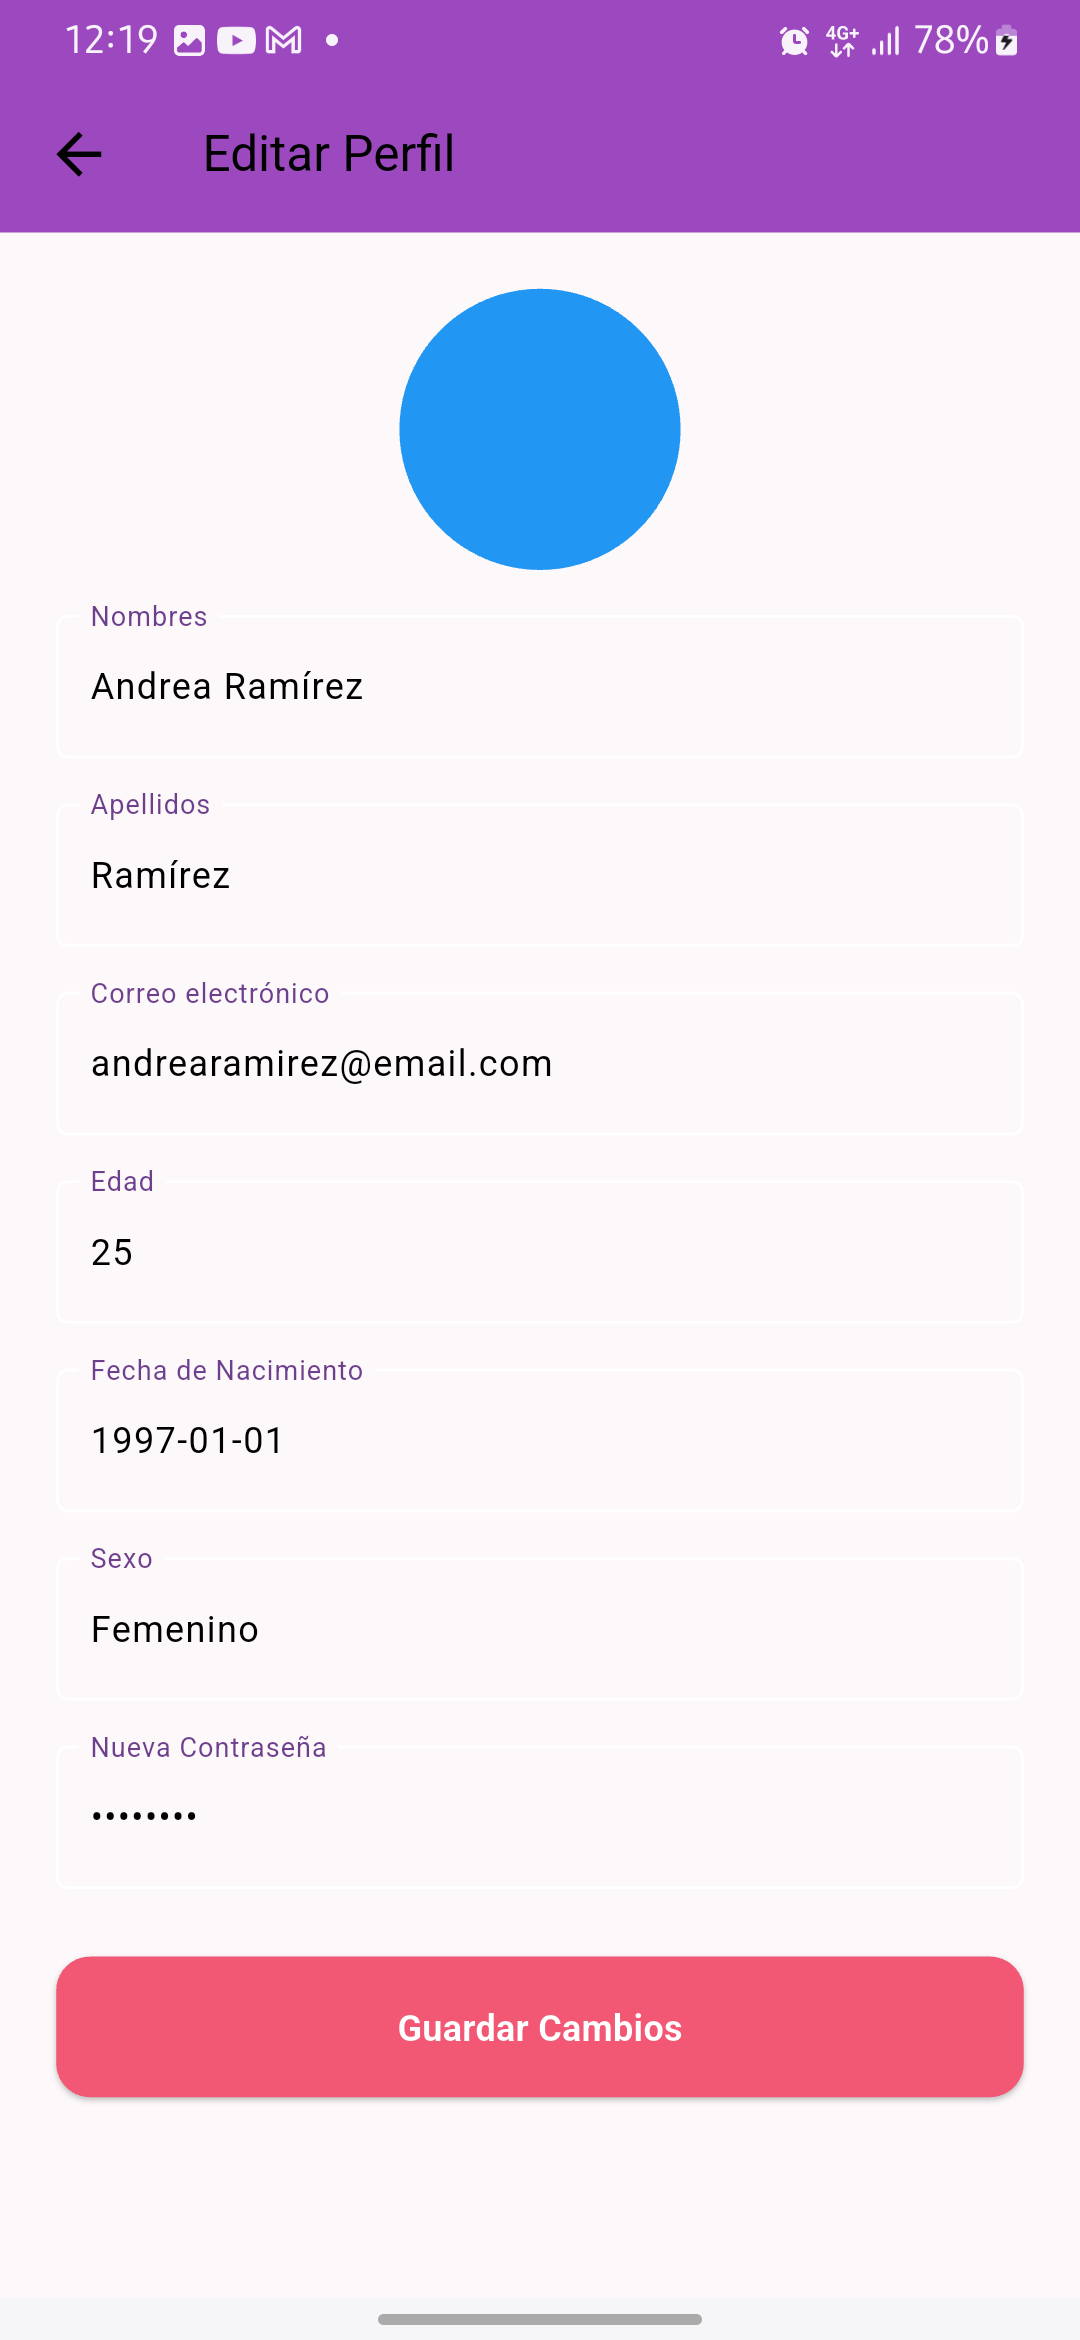 12:19 4G+ 78%
Editar Perfil
Nombres
Andrea Ramírez
Apellidos
Ramírez
Correo electrónico
andrearamirez@email.com
Edad
25
Fecha de Nacimiento
1997-01-01
Sexo
Femenino
Nueva Contraseña
••••••••
Guardar Cambios